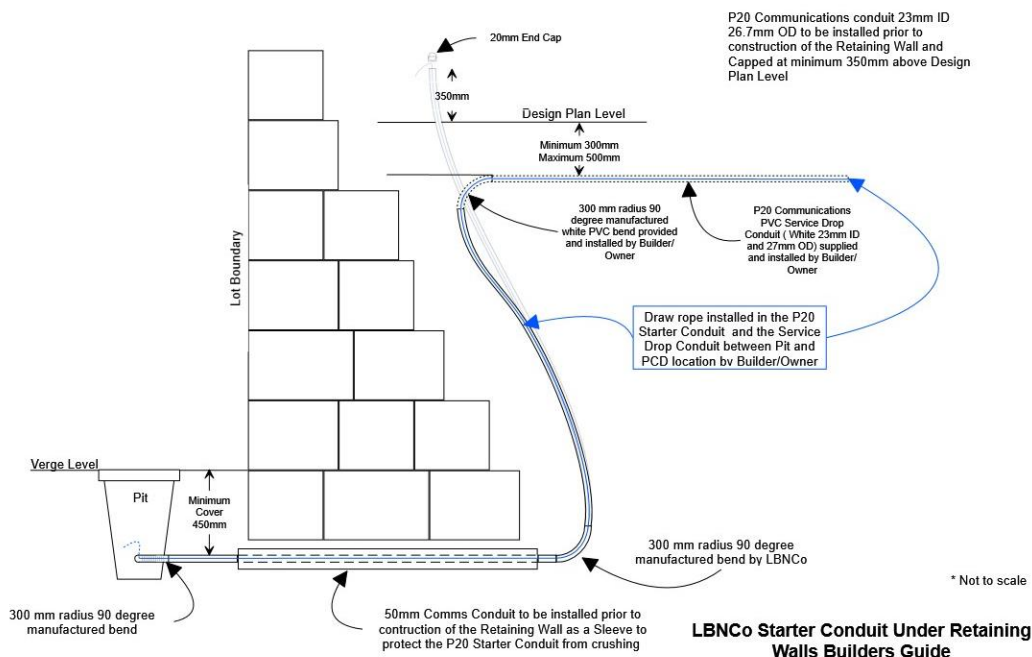 P20 Communications conduit 23mm ID
26.7mm OD to be installed prior to
construction of the Retaining Wall and
Capped at minimum 350mm above Design
Plan Level
20mm End Cap
350mm
Design Plan Level
Minimum 300mm
Maximum 500mm
300 mm radius 90
degree manufactured
white PVC bend provided
and installed by Builder/
Owner
P20 Communications
PVC Service Drop
Conduit ( White 23mm ID
and 27mm OD) supplied
and installed by Builder/
Owner
Lot Boundary
Draw rope installed in the P20
Starter Conduit and the Service
Drop Conduit between Pit and
PCD location by Builder/Owner
Verge Level
Pit
Minimum
Cover
450mm
300 mm radius 90 degree
manufactured bend by LBNCo
* Not to scale
300 mm radius 90 degree
manufactured bend
50mm Comms Conduit to be installed prior to
contruction of the Retaining Wall as a Sleeve to
protect the P20 Starter Conduit from crushing
LBNCo Starter Conduit Under Retaining
Walls Builders Guide